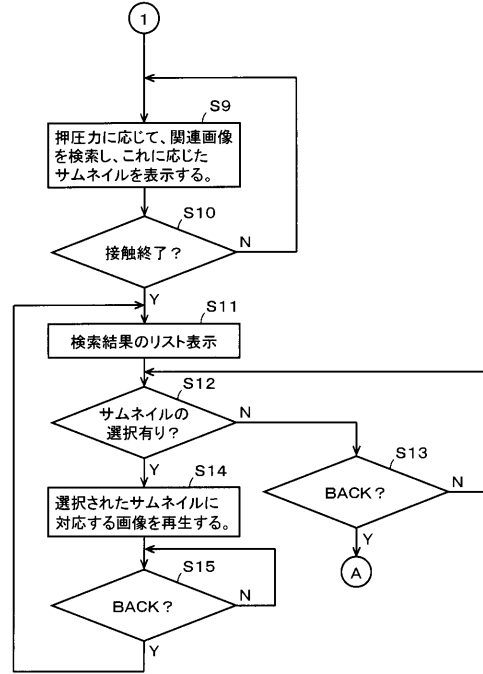 1
S9
押圧力に応じて、関連画像
を検索し、これに応じた
サムネイルを表示する。
S10
接触終了？
N
Y
S11
検索結果のリスト表示
S12
サムネイルの
選択有り？
N
Y
S13
BACK？
N
Y
A
S14
選択されたサムネイルに
対応する画像を再生する。
S15
BACK？
N
Y